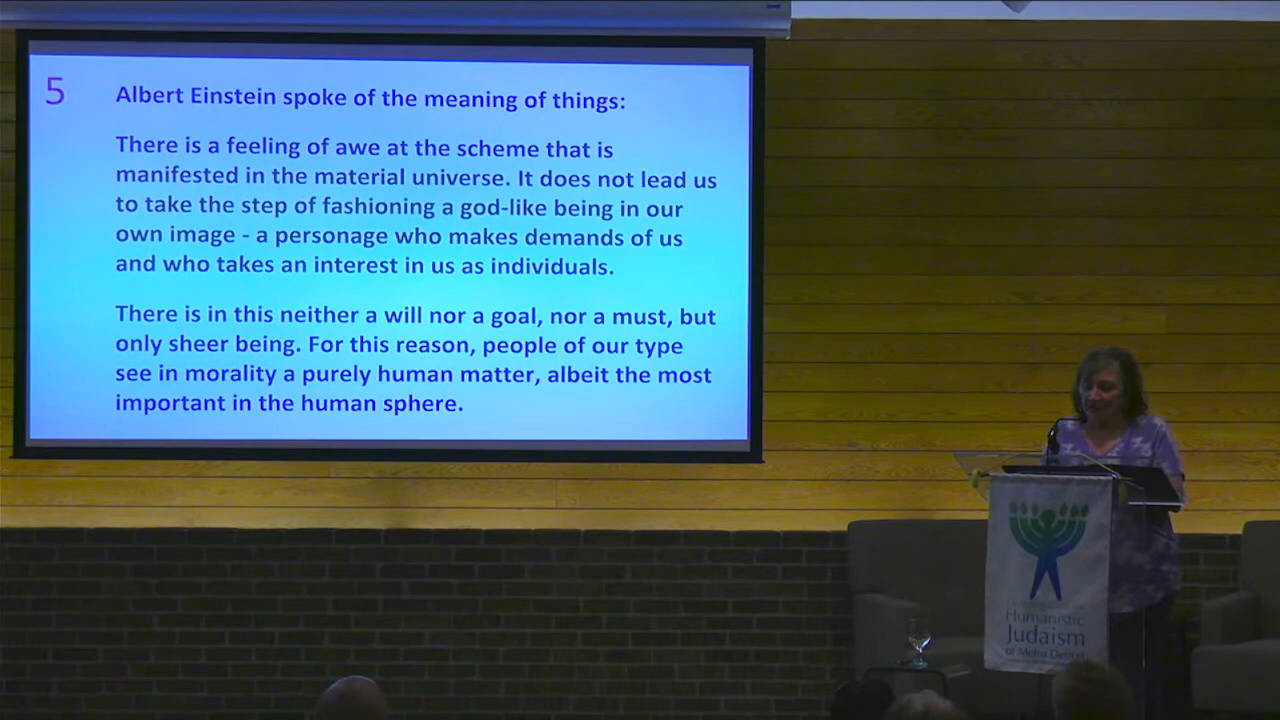 5
Albert Einstein spoke of the meaning of things:
There is a feeling of awe at the scheme that is
manifested in the material universe. It does not lead us
to take the step of fashioning a god-like being in our
own image - a personage who makes demands of us
and who takes an interest in us as individuals.
There is in this neither a will nor a goal, nor a must, but
only sheer being. For this reason, people of our type
see in morality a purely human matter, albeit the most
important in the human sphere.
Humanistic
Judaism
of Metro Detroit